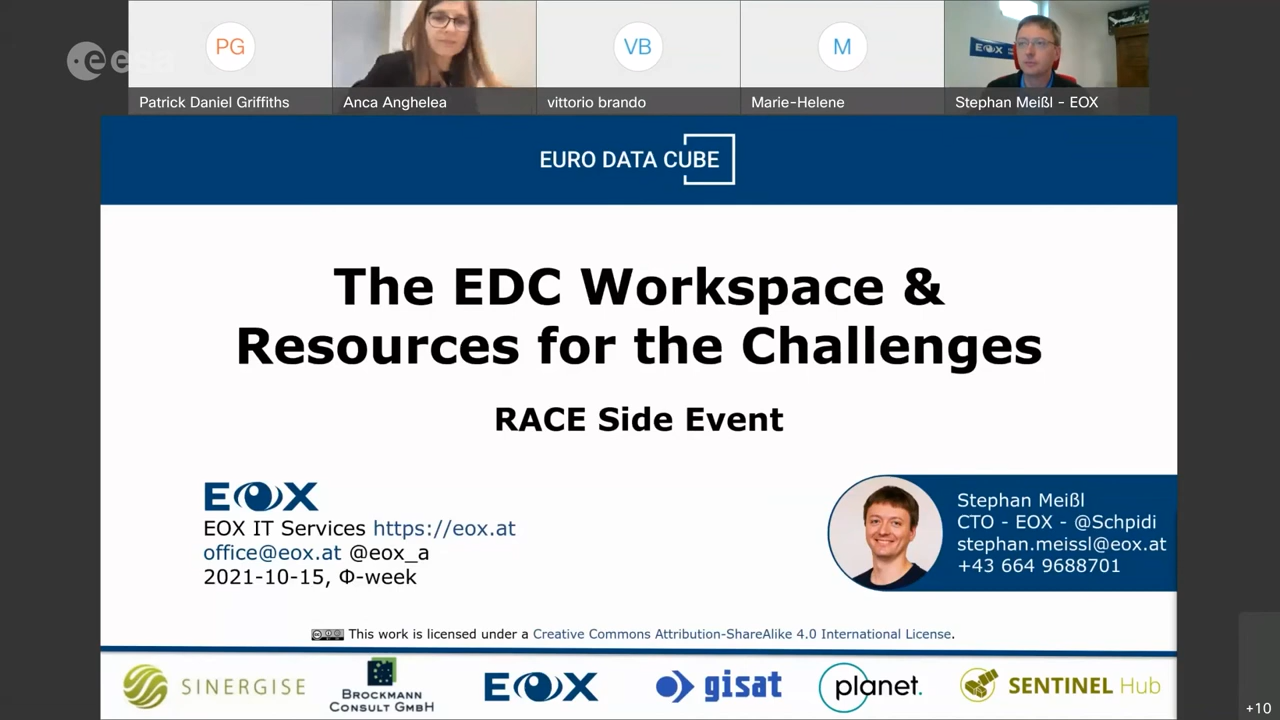 esa
PG
VB
M
EOX
Patrick Daniel Griffiths
Anca Anghelea
vittorio brando
Marie-Helene
Stephan Meißl - EOX
EURO DATA CUBE
The EDC Workspace &
Resources for the Challenges
RACE Side Event
EOX
EOX IT Services https://eox.at
office@eox.at @eox_a
2021-10-15, Φ-week
Stephan Meißl
CTO - EOX - @Schpidi
stephan.meissl@eox.at
+43 664 9688701
This work is licensed under a Creative Commons Attribution-ShareAlike 4.0 International License.
SINERGISE
BROCKMANN
CONSULT GMBH
EOX
gisat
planet.
SENTINEL Hub
+10